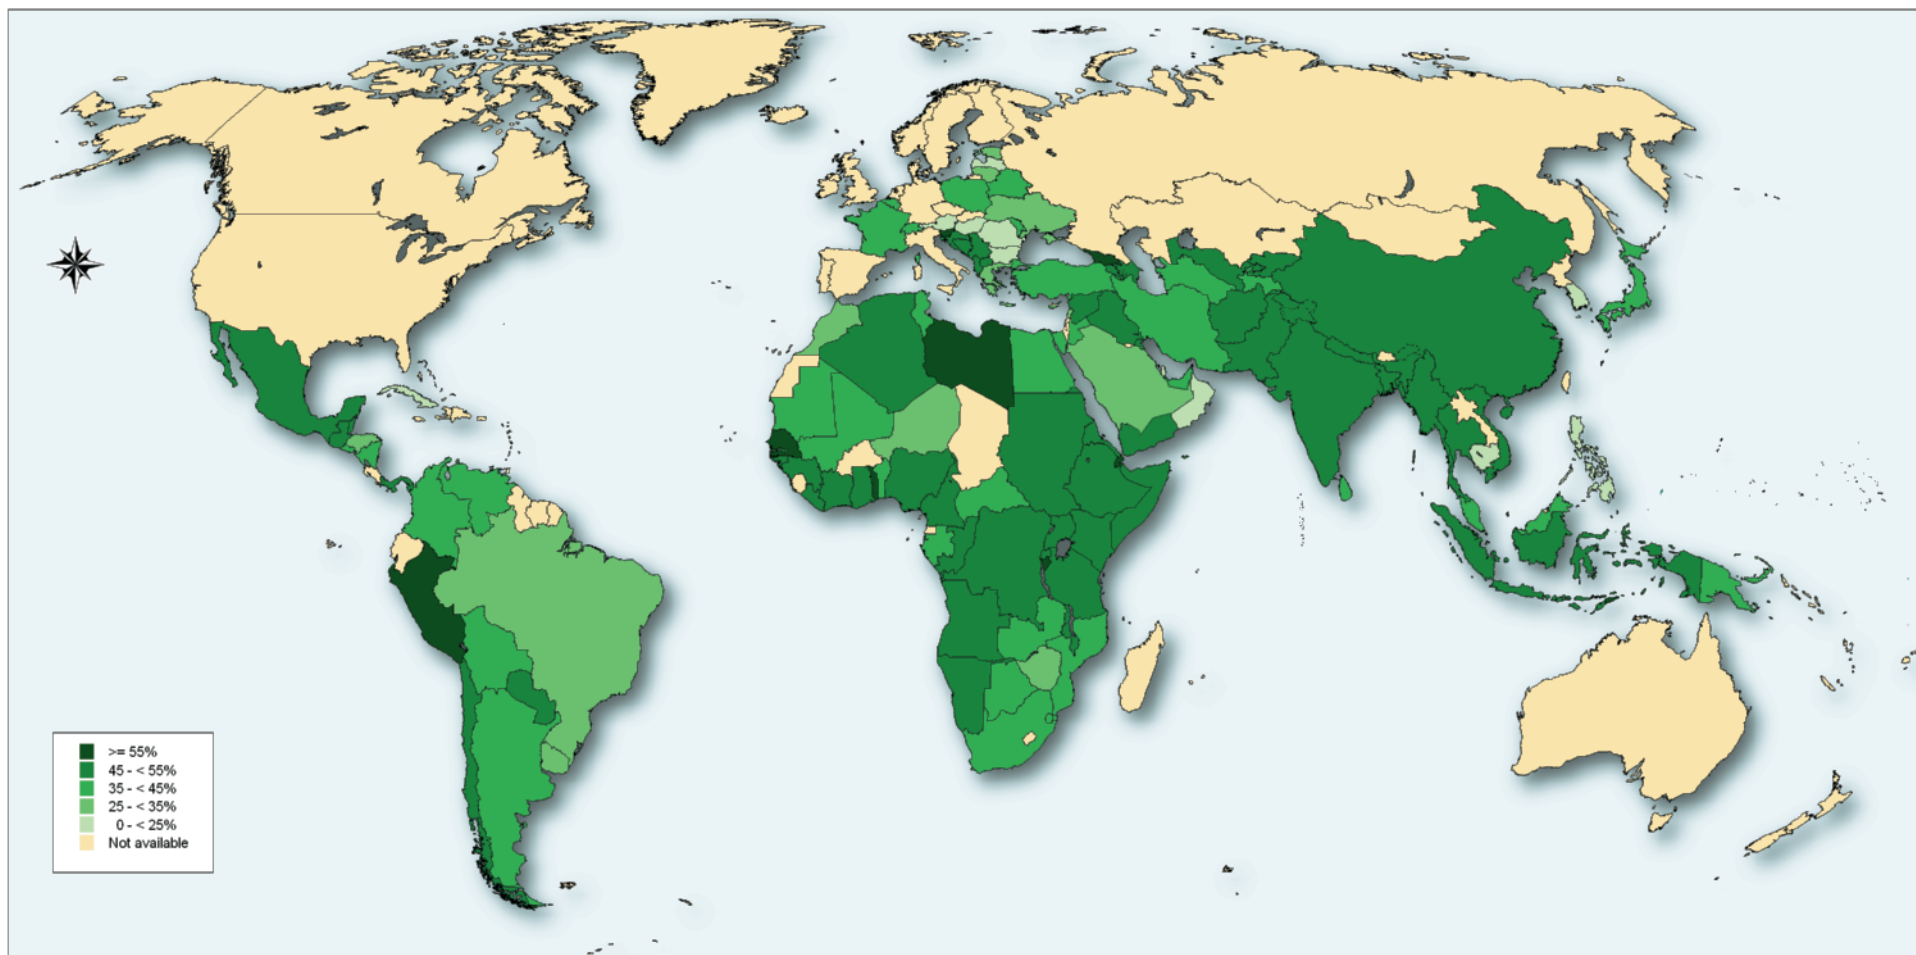 >= 55%
45 - < 55%
35 - < 45%
25 - < 35%
0 - < 25%
Not available